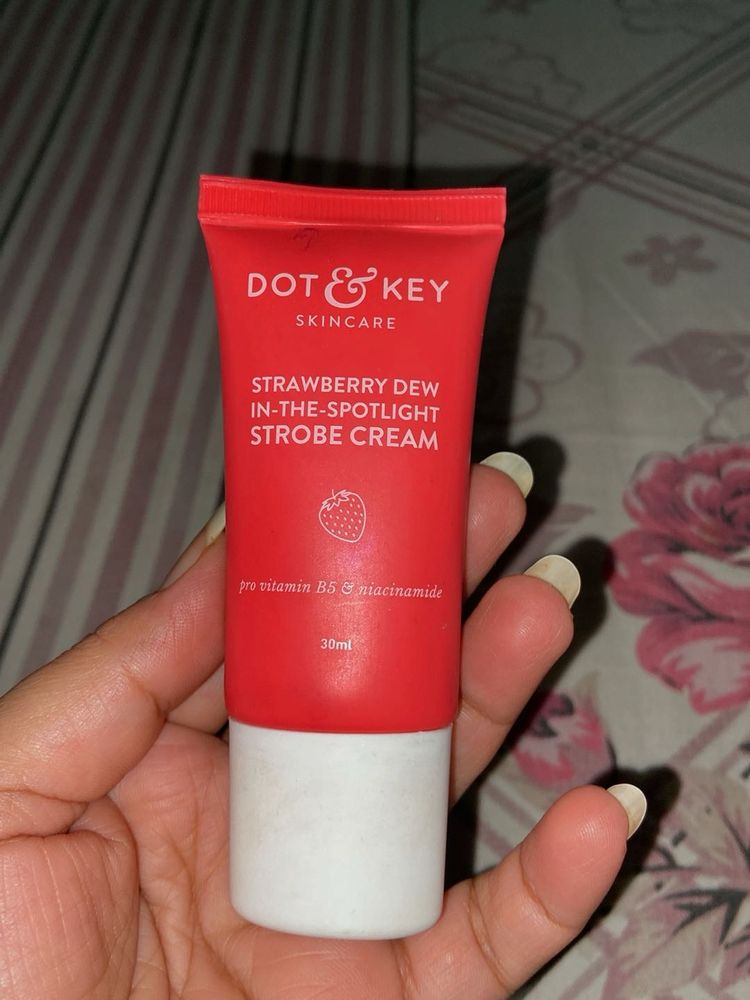 DOT & KEY
SKINCARE
STRAWBERRY DEW
IN-THE-SPOTLIGHT
STROBE CREAM
pro vitamin B5 & niacinamide
30ml